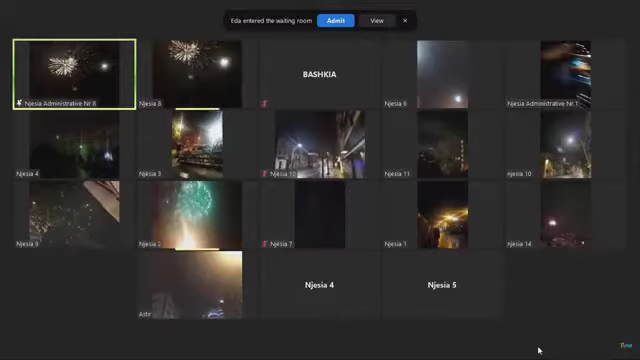 Eda entered the waiting room
Admit
View
×
Njesia Administrative Nr.8
Njesia 8
BASHKIA
Njesia 6
Njesia Administrative Nr.1
Njesia 4
Njesia 3
Njesia 10
Njesia 11
njesia 10
Njesia 9
Njesia 2
Njesia 7
Njesia 1
njesia 14
Astir
Njesia 4
Njesia 5